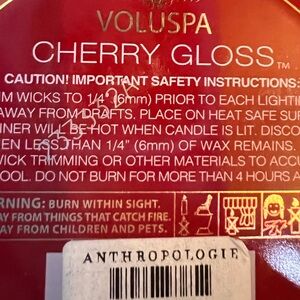 VOLUSPA
CHERRY GLOSS™
CAUTION! IMPORTANT SAFETY INSTRUCTIONS:
M WICKS TO 1/4" (6mm) PRIOR TO EACH LIGHTI
AWAY FROM DRAFTS. PLACE ON HEAT SAFE SUR
INER WILL BE HOT WHEN CANDLE IS LIT. DISCO
EN LESS THAN 1/4" (6mm) OF WAX REMAINS.
WICK TRIMMING OR OTHER MATERIALS TO ACCU
OOL. DO NOT BURN FOR MORE THAN 4 HOURS A
RNING: BURN WITHIN SIGHT.
AY FROM THINGS THAT CATCH FIRE.
WAY FROM CHILDREN AND PETS.
ANTHROPOLOGIE